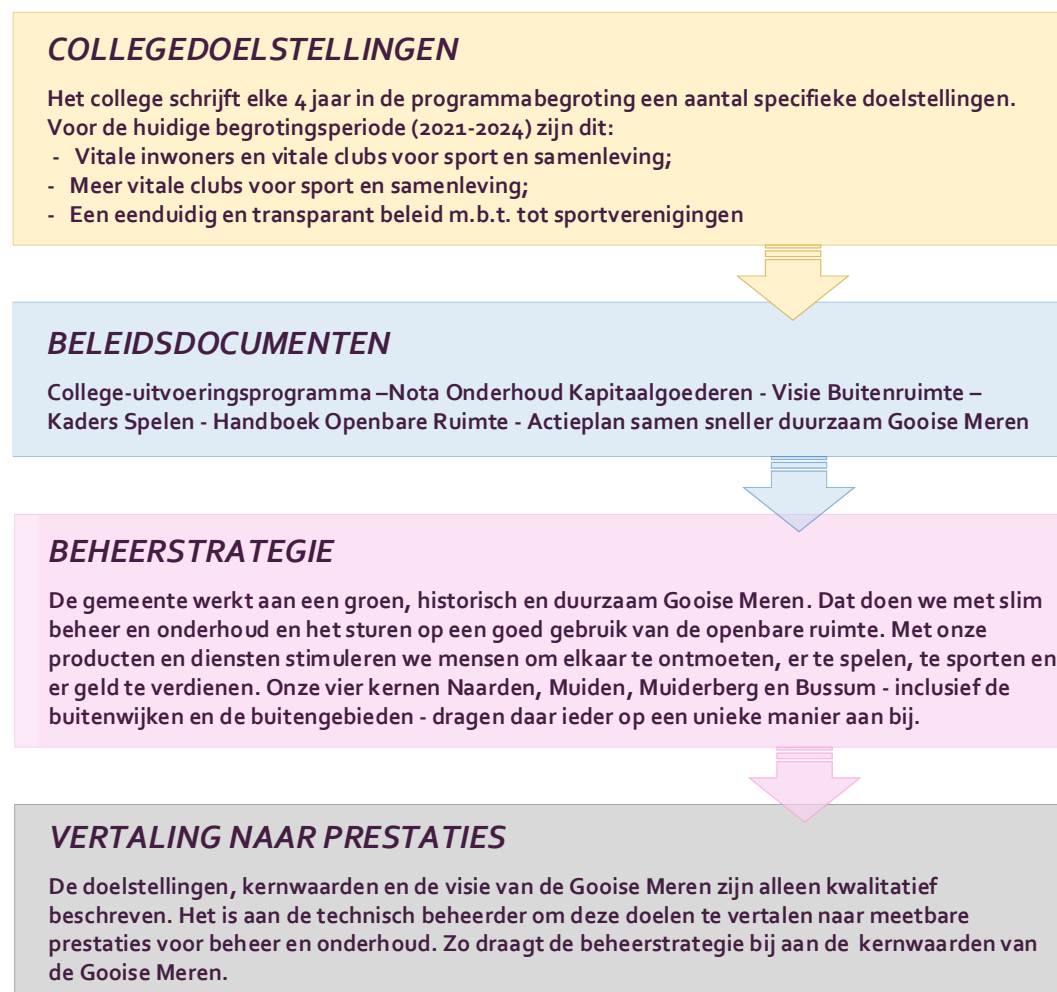 COLLEGEDOELSTELLINGEN
Het college schrijft elke 4 jaar in de programmabegroting een aantal specifieke doelstellingen.
Voor de huidige begrotingsperiode (2021-2024) zijn dit:
- Vitale inwoners en vitale clubs voor sport en samenleving;
- Meer vitale clubs voor sport en samenleving;
- Een eenduidig en transparant beleid m.b.t. tot sportverenigingen
BELEIDSDOCUMENTEN
College-uitvoeringsprogramma –Nota Onderhoud Kapitaalgoederen - Visie Buitenruimte –
Kaders Spelen - Handboek Openbare Ruimte - Actieplan samen sneller duurzaam Gooise Meren
BEHEERSTRATEGIE
De gemeente werkt aan een groen, historisch en duurzaam Gooise Meren. Dat doen we met slim
beheer en onderhoud en het sturen op een goed gebruik van de openbare ruimte. Met onze
producten en diensten stimuleren we mensen om elkaar te ontmoeten, er te spelen, te sporten en
er geld te verdienen. Onze vier kernen Naarden, Muiden, Muiderberg en Bussum - inclusief de
buitenwijken en de buitengebieden - dragen daar ieder op een unieke manier aan bij.
VERTALING NAAR PRESTATIES
De doelstellingen, kernwaarden en de visie van de Gooise Meren zijn alleen kwalitatief
beschreven. Het is aan de technisch beheerder om deze doelen te vertalen naar meetbare
prestaties voor beheer en onderhoud. Zo draagt de beheerstrategie bij aan de kernwaarden van
de Gooise Meren.